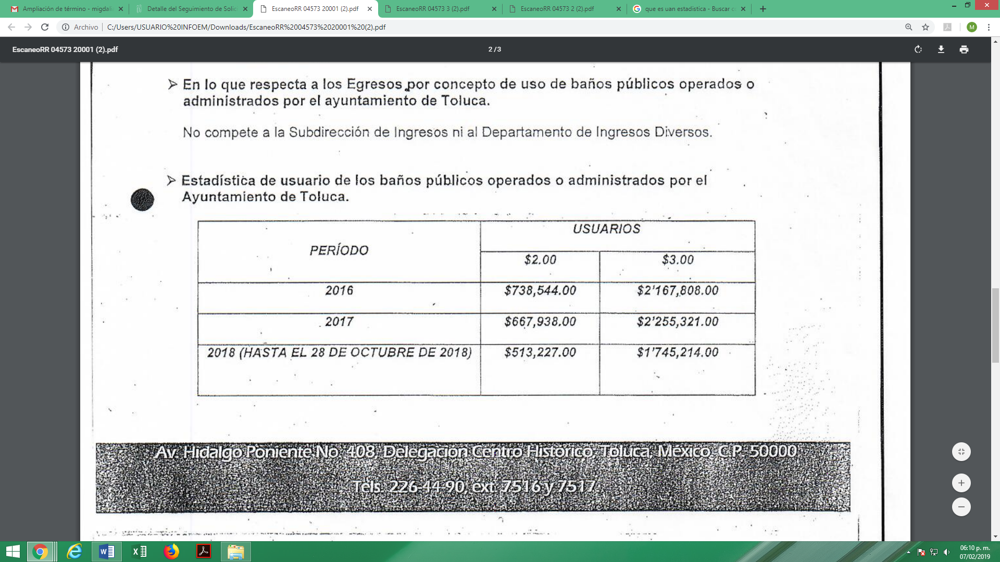 Ampliación de término - migdali
Detalle del Seguimiento de Solic
EscaneoRR 04573 20001 (2).pdf
EscaneoRR 04573 3 (2).pdf
EscaneoRR 04573 2 (2).pdf
que es uan estadistica - Buscar c
Archivo
C:/Users/USUARIO%20INFOEM/Downloads/EscaneoRR%2004573%2020001%20(2).pdf
M
EscaneoRR 04573 20001 (2).pdf
2 / 3
➢ En lo que respecta a los Egresos por concepto de uso de baños públicos operados o
administrados por el ayuntamiento de Toluca.
No compete a la Subdirección de Ingresos ni al Departamento de Ingresos Diversos.
➢ Estadística de usuario de los baños públicos operados o administrados por el
Ayuntamiento de Toluca.
PERÍODO
USUARIOS
$2.00 $3.00
2016 $738,544.00 $2'167,808.00
2017 $667,938.00 $2'255,321.00
2018 (HASTA EL 28 DE OCTUBRE DE 2018) $513,227.00 $1'745,214.00
Av. Hidalgo Poniente No. 408, Delegación Centro Histórico, Toluca, México, C.P. 50000
Tels. 226-44-90, ext. 7516 y 7517
06:10 p. m.
07/02/2019